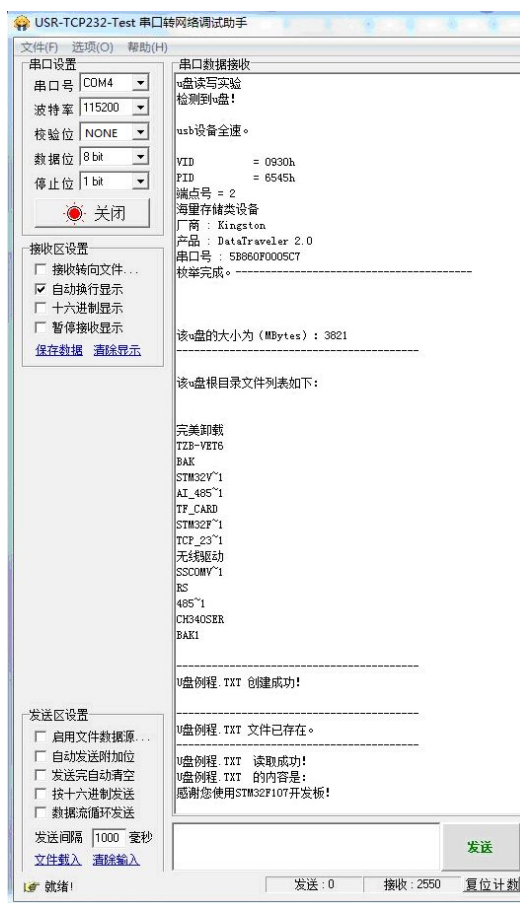 USR-TCP232-Test 串口转网络调试助手
文件(F) 选项(O) 帮助(H)
串口设置
串口号 COM4
波特率 115200
校验位 NONE
数据位 8 bit
停止位 1 bit
关闭
接收区设置
接收转向文件...
自动换行显示
十六进制显示
暂停接收显示
保存数据 清除显示
串口数据接收
u盘读写实验
检测到u盘!
usb设备全速。
VID = 0930h
PID = 6545h
端点号 = 2
海里存储类设备
厂商 : Kingston
产品 : DataTraveler 2.0
串口号 : 5B860F0005C7
枚举完成。----------------------------------------
该u盘的大小为(MBytes) : 3821
----------------------------------------
该u盘根目录文件列表如下:
完美卸载
TZB-VET6
BAK
STM32V~1
AI_485~1
TF_CARD
STM32F~1
TCP_23~1
无线驱动
SSCOMV~1
RS
485~1
CH340SER
BAK1
----------------------------------------
U盘例程.TXT 创建成功!
----------------------------------------
U盘例程.TXT 文件已存在。
----------------------------------------
U盘例程.TXT 读取成功!
U盘例程.TXT 的内容是:
感谢您使用STM32F107开发板!
发送区设置
启用文件数据源...
自动发送附加位
发送完自动清空
按十六进制发送
数据流循环发送
发送间隔 1000 毫秒
文件载入 清除输入
发送
就绪!
发送 : 0
接收 : 2550
复位计数